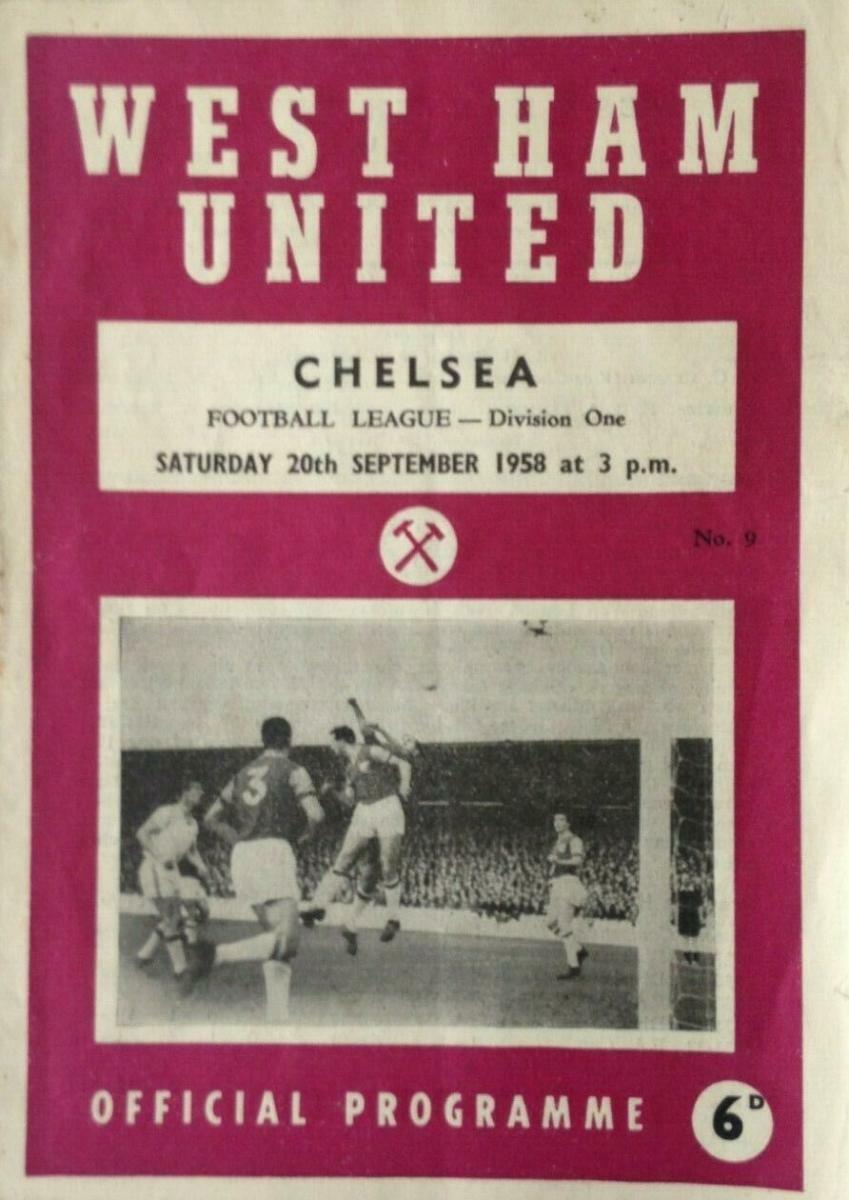 WEST HAM
UNITED
CHELSEA
FOOTBALL LEAGUE — Division One
SATURDAY 20th SEPTEMBER 1958 at 3 p.m.
No. 9
3
OFFICIAL PROGRAMME
6D